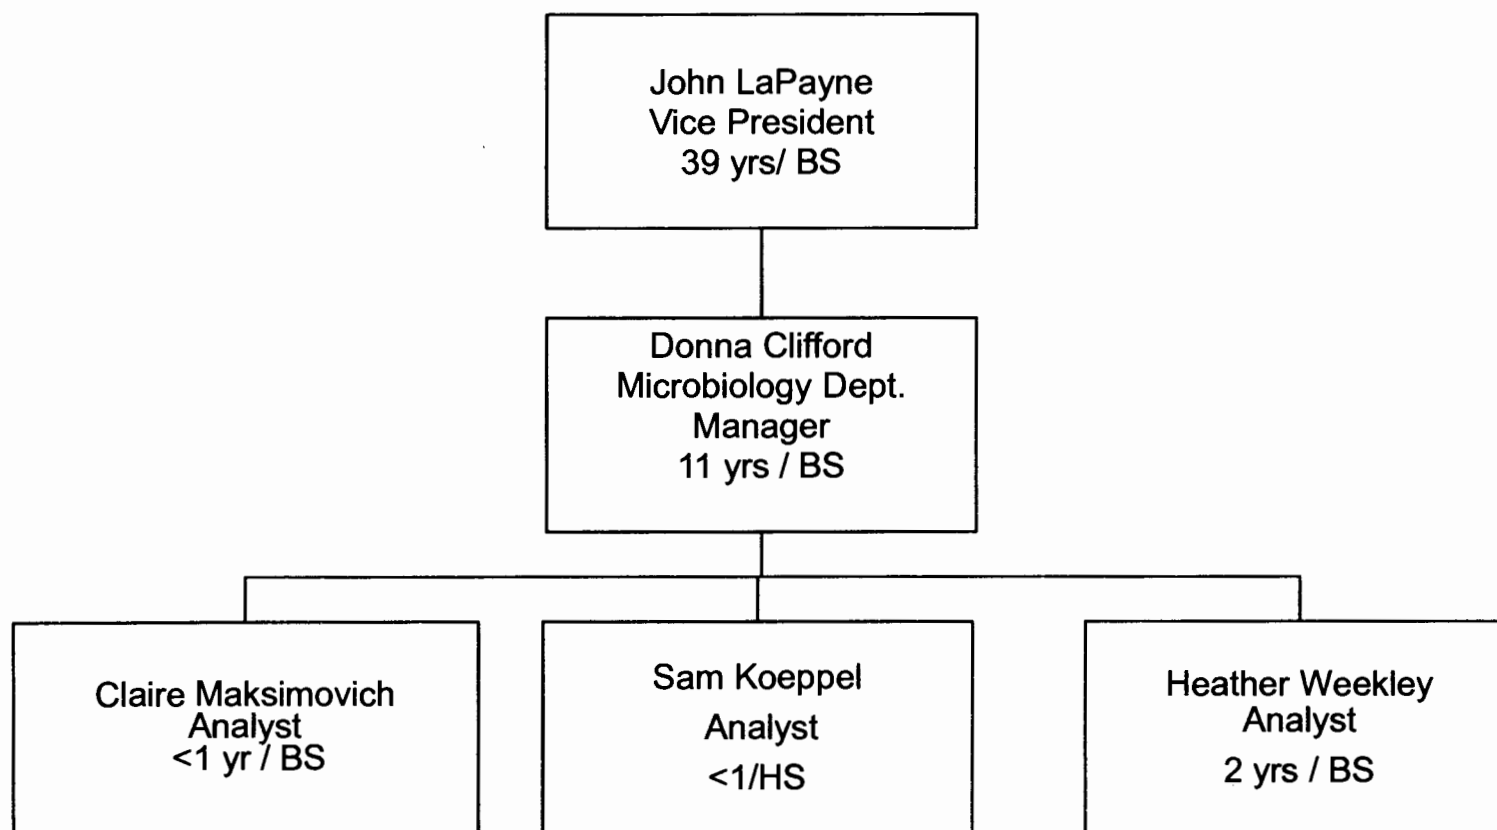 John LaPayne
Vice President
39 yrs/ BS
Donna Clifford
Microbiology Dept.
Manager
11 yrs / BS
Claire Maksimovich
Analyst
<1 yr / BS
Sam Koeppel
Analyst
<1/HS
Heather Weekley
Analyst
2 yrs / BS